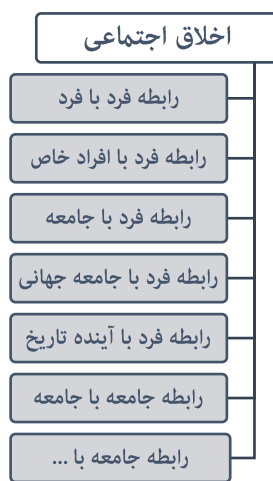 اخلاق اجتماعی
رابطه فرد با فرد
رابطه فرد با افراد خاص
رابطه فرد با جامعه
رابطه فرد با جامعه جهانی
رابطه فرد با آینده تاریخ
رابطه جامعه با جامعه
رابطه جامعه با ...